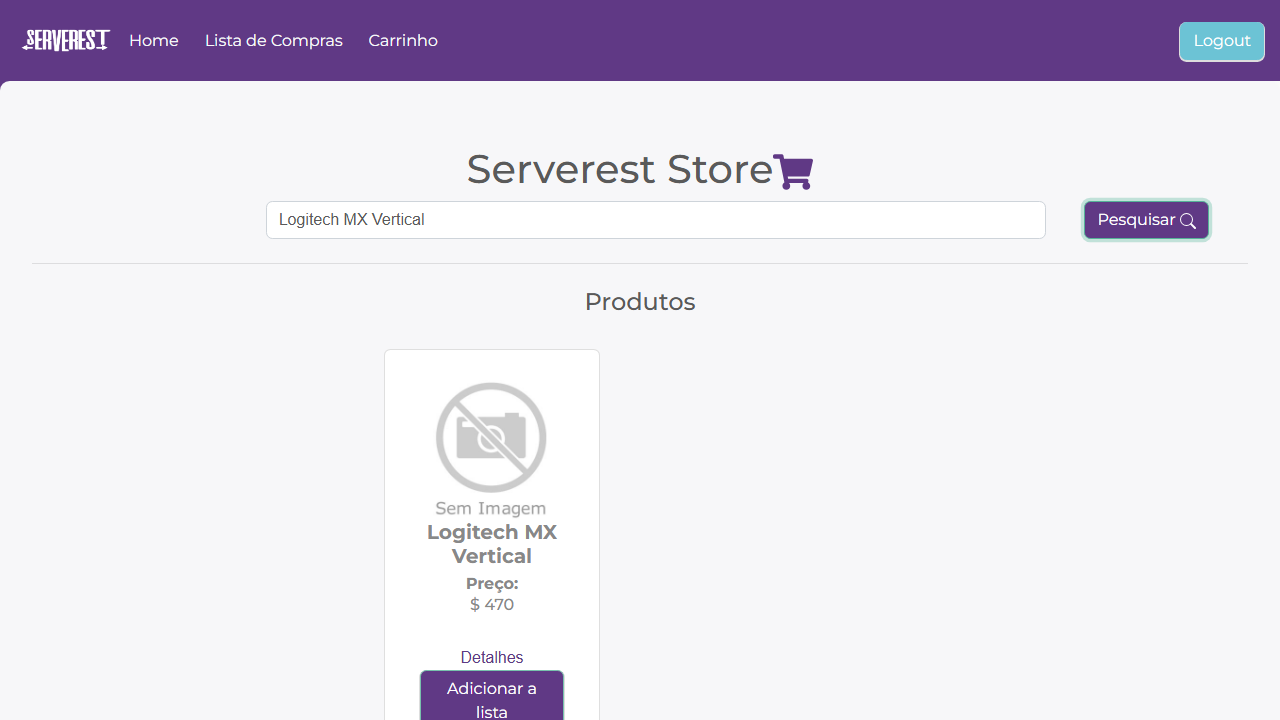 SERVEREST Home Lista de Compras Carrinho Logout
Serverest Store
Logitech MX Vertical Pesquisar
Produtos
Sem Imagem
Logitech MX
Vertical
Preço:
$ 470
Detalhes
Adicionar a
lista